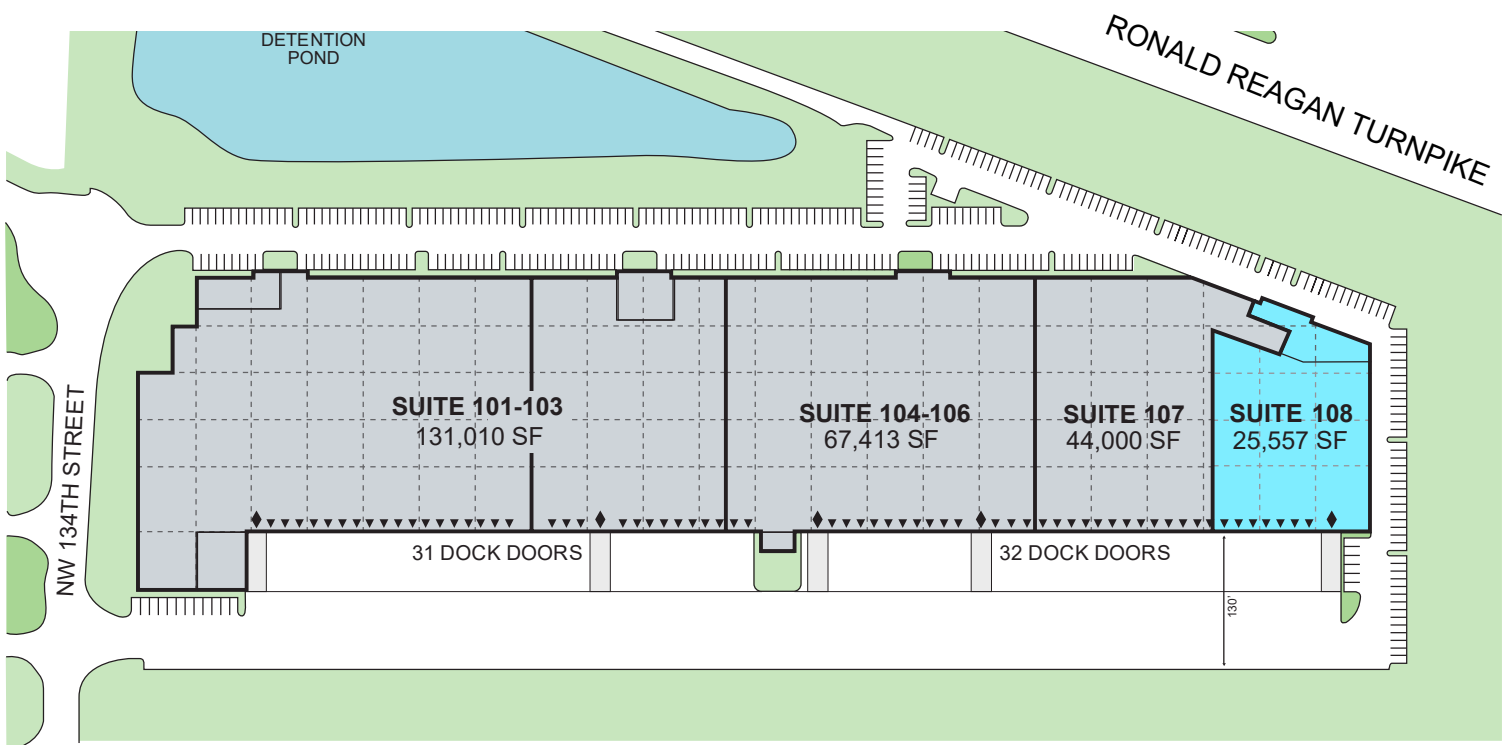 DETENTION
POND
RONALD REAGAN TURNPIKE
NW 134TH STREET
SUITE 101-103
131,010 SF
SUITE 104-106
67,413 SF
SUITE 107
44,000 SF
SUITE 108
25,557 SF
31 DOCK DOORS
32 DOCK DOORS
130'